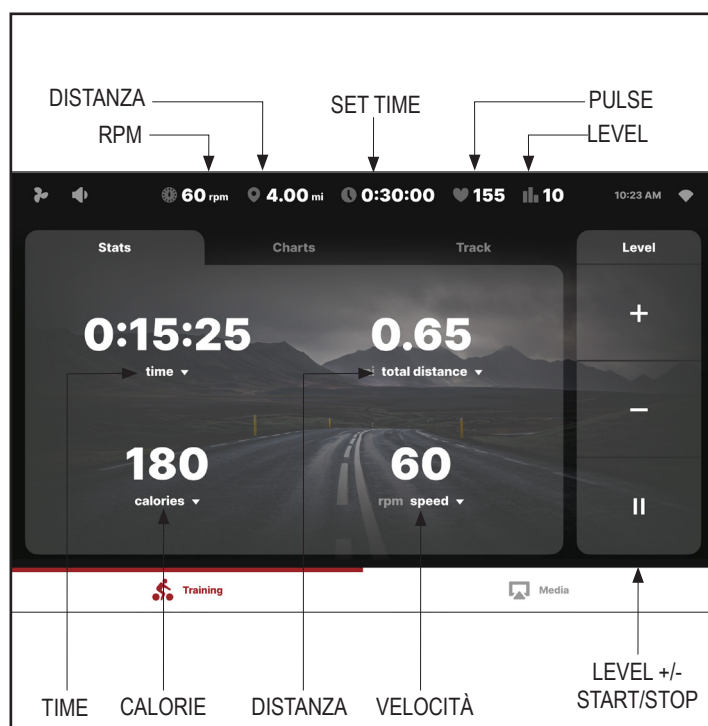 DISTANZA
SET TIME
PULSE
RPM
LEVEL
60 rpm
4.00 mi
0:30:00
155
10
10:23 AM
Stats
Charts
Track
Level
+
0:15:25
0.65
time
total distance
−
180
60
calories
rpm speed
Training
Media
LEVEL +/-
TIME
CALORIE
DISTANZA
VELOCITÀ
START/STOP